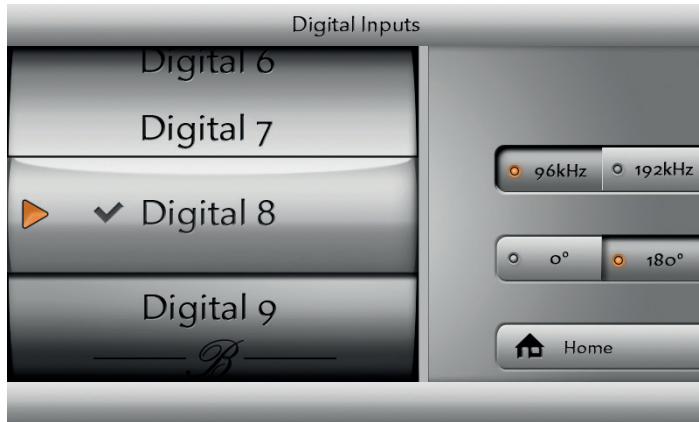 Digital Inputs
Digital 6
Digital 7
Digital 8
Digital 9
B
96kHz 192kHz
0° 180°
Home